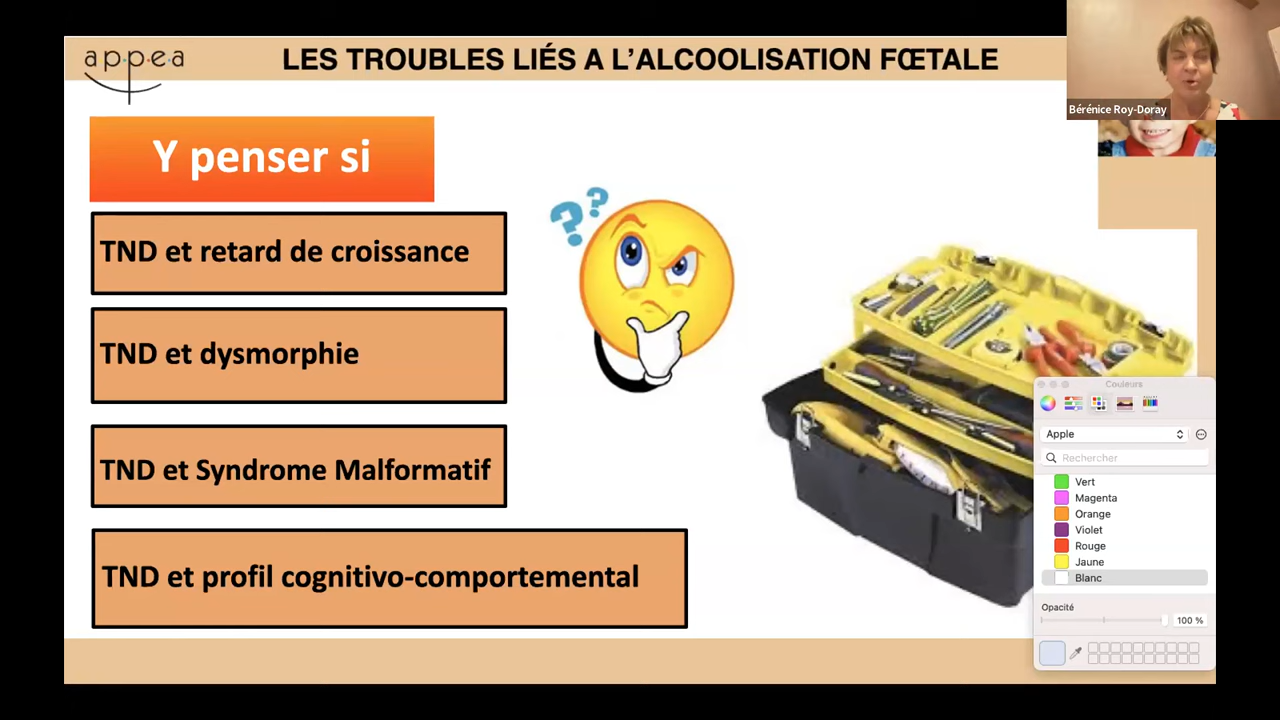 appea
LES TROUBLES LIÉS A L’ALCOOLISATION FŒTALE
Bérénice Roy-Doray
Y penser si
TND et retard de croissance
? ?
TND et dysmorphie
TND et Syndrome Malformatif
TND et profil cognitivo-comportemental
Couleurs
Apple
Rechercher
Vert
Magenta
Orange
Violet
Rouge
Jaune
Blanc
Opacité
100 %